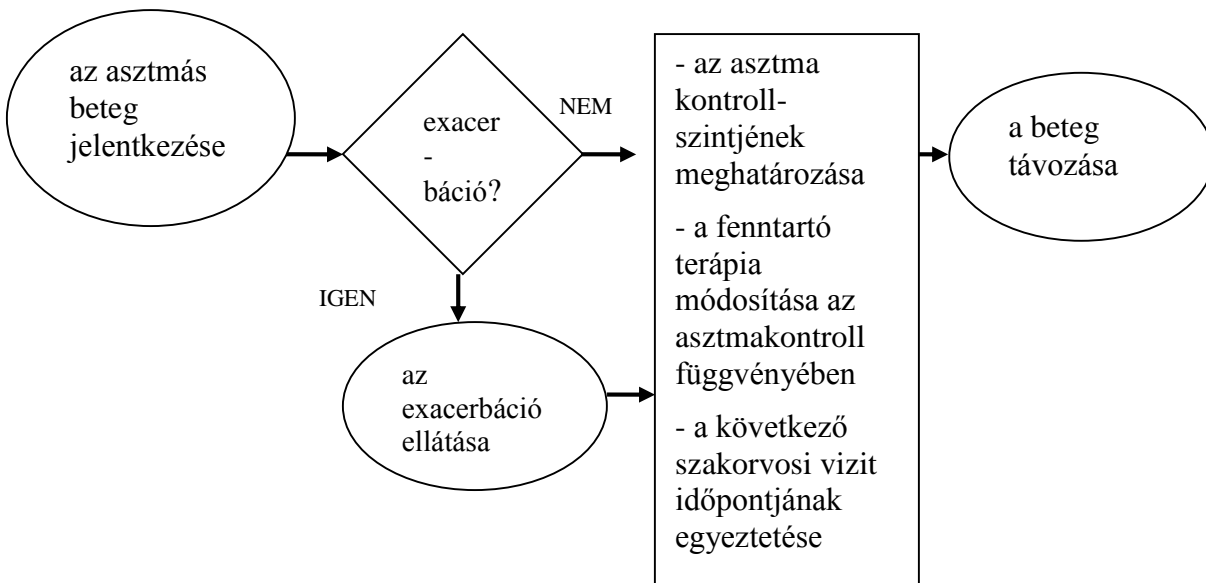 az asztmás
beteg
jelentkezése
exacer
-
báció?
NEM
IGEN
az
exacerbáció
ellátása
- az asztma
kontroll-
szintjének
meghatározása
- a fenntartó
terápia
módosítása az
asztmakontroll
függvényében
- a következő
szakorvosi vizit
időpontjának
egyeztetése
a beteg
távozása